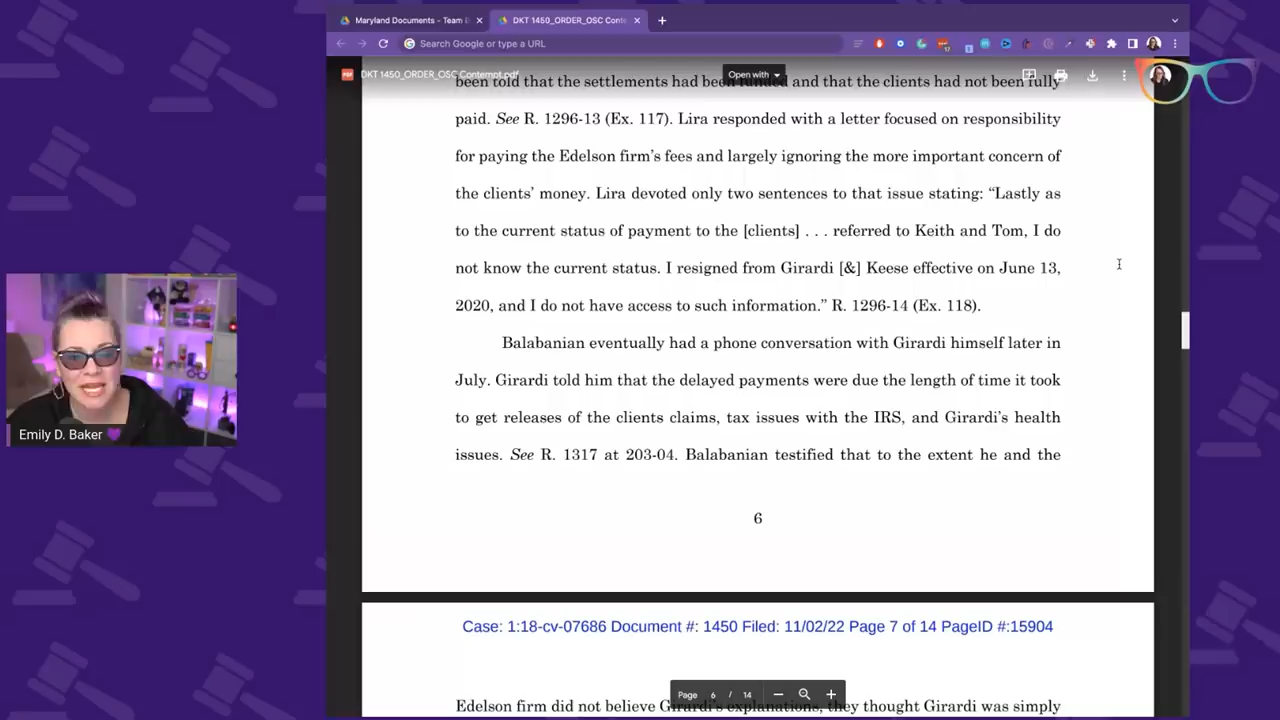 Maryland Documents - Team D
DKT 1450_ORDER_OSC Conte
Search Google or type a URL
DKT 1450_ORDER_OSC Contempt.pdf
Open with
been told that the settlements had been funded and that the clients had not been fully
paid. See R. 1296-13 (Ex. 117). Lira responded with a letter focused on responsibility
for paying the Edelson firm’s fees and largely ignoring the more important concern of
the clients’ money. Lira devoted only two sentences to that issue stating: “Lastly as
to the current status of payment to the [clients] . . . referred to Keith and Tom, I do
not know the current status. I resigned from Girardi [&] Keese effective on June 13,
2020, and I do not have access to such information.” R. 1296-14 (Ex. 118).
Balabanian eventually had a phone conversation with Girardi himself later in
July. Girardi told him that the delayed payments were due the length of time it took
to get releases of the clients claims, tax issues with the IRS, and Girardi’s health
issues. See R. 1317 at 203-04. Balabanian testified that to the extent he and the
6
Case: 1:18-cv-07686 Document #: 1450 Filed: 11/02/22 Page 7 of 14 PageID #:15904
Edelson firm did not believe Girardi’s explanations, they thought Girardi was simply
Page 6 / 14
Emily D. Baker 💜